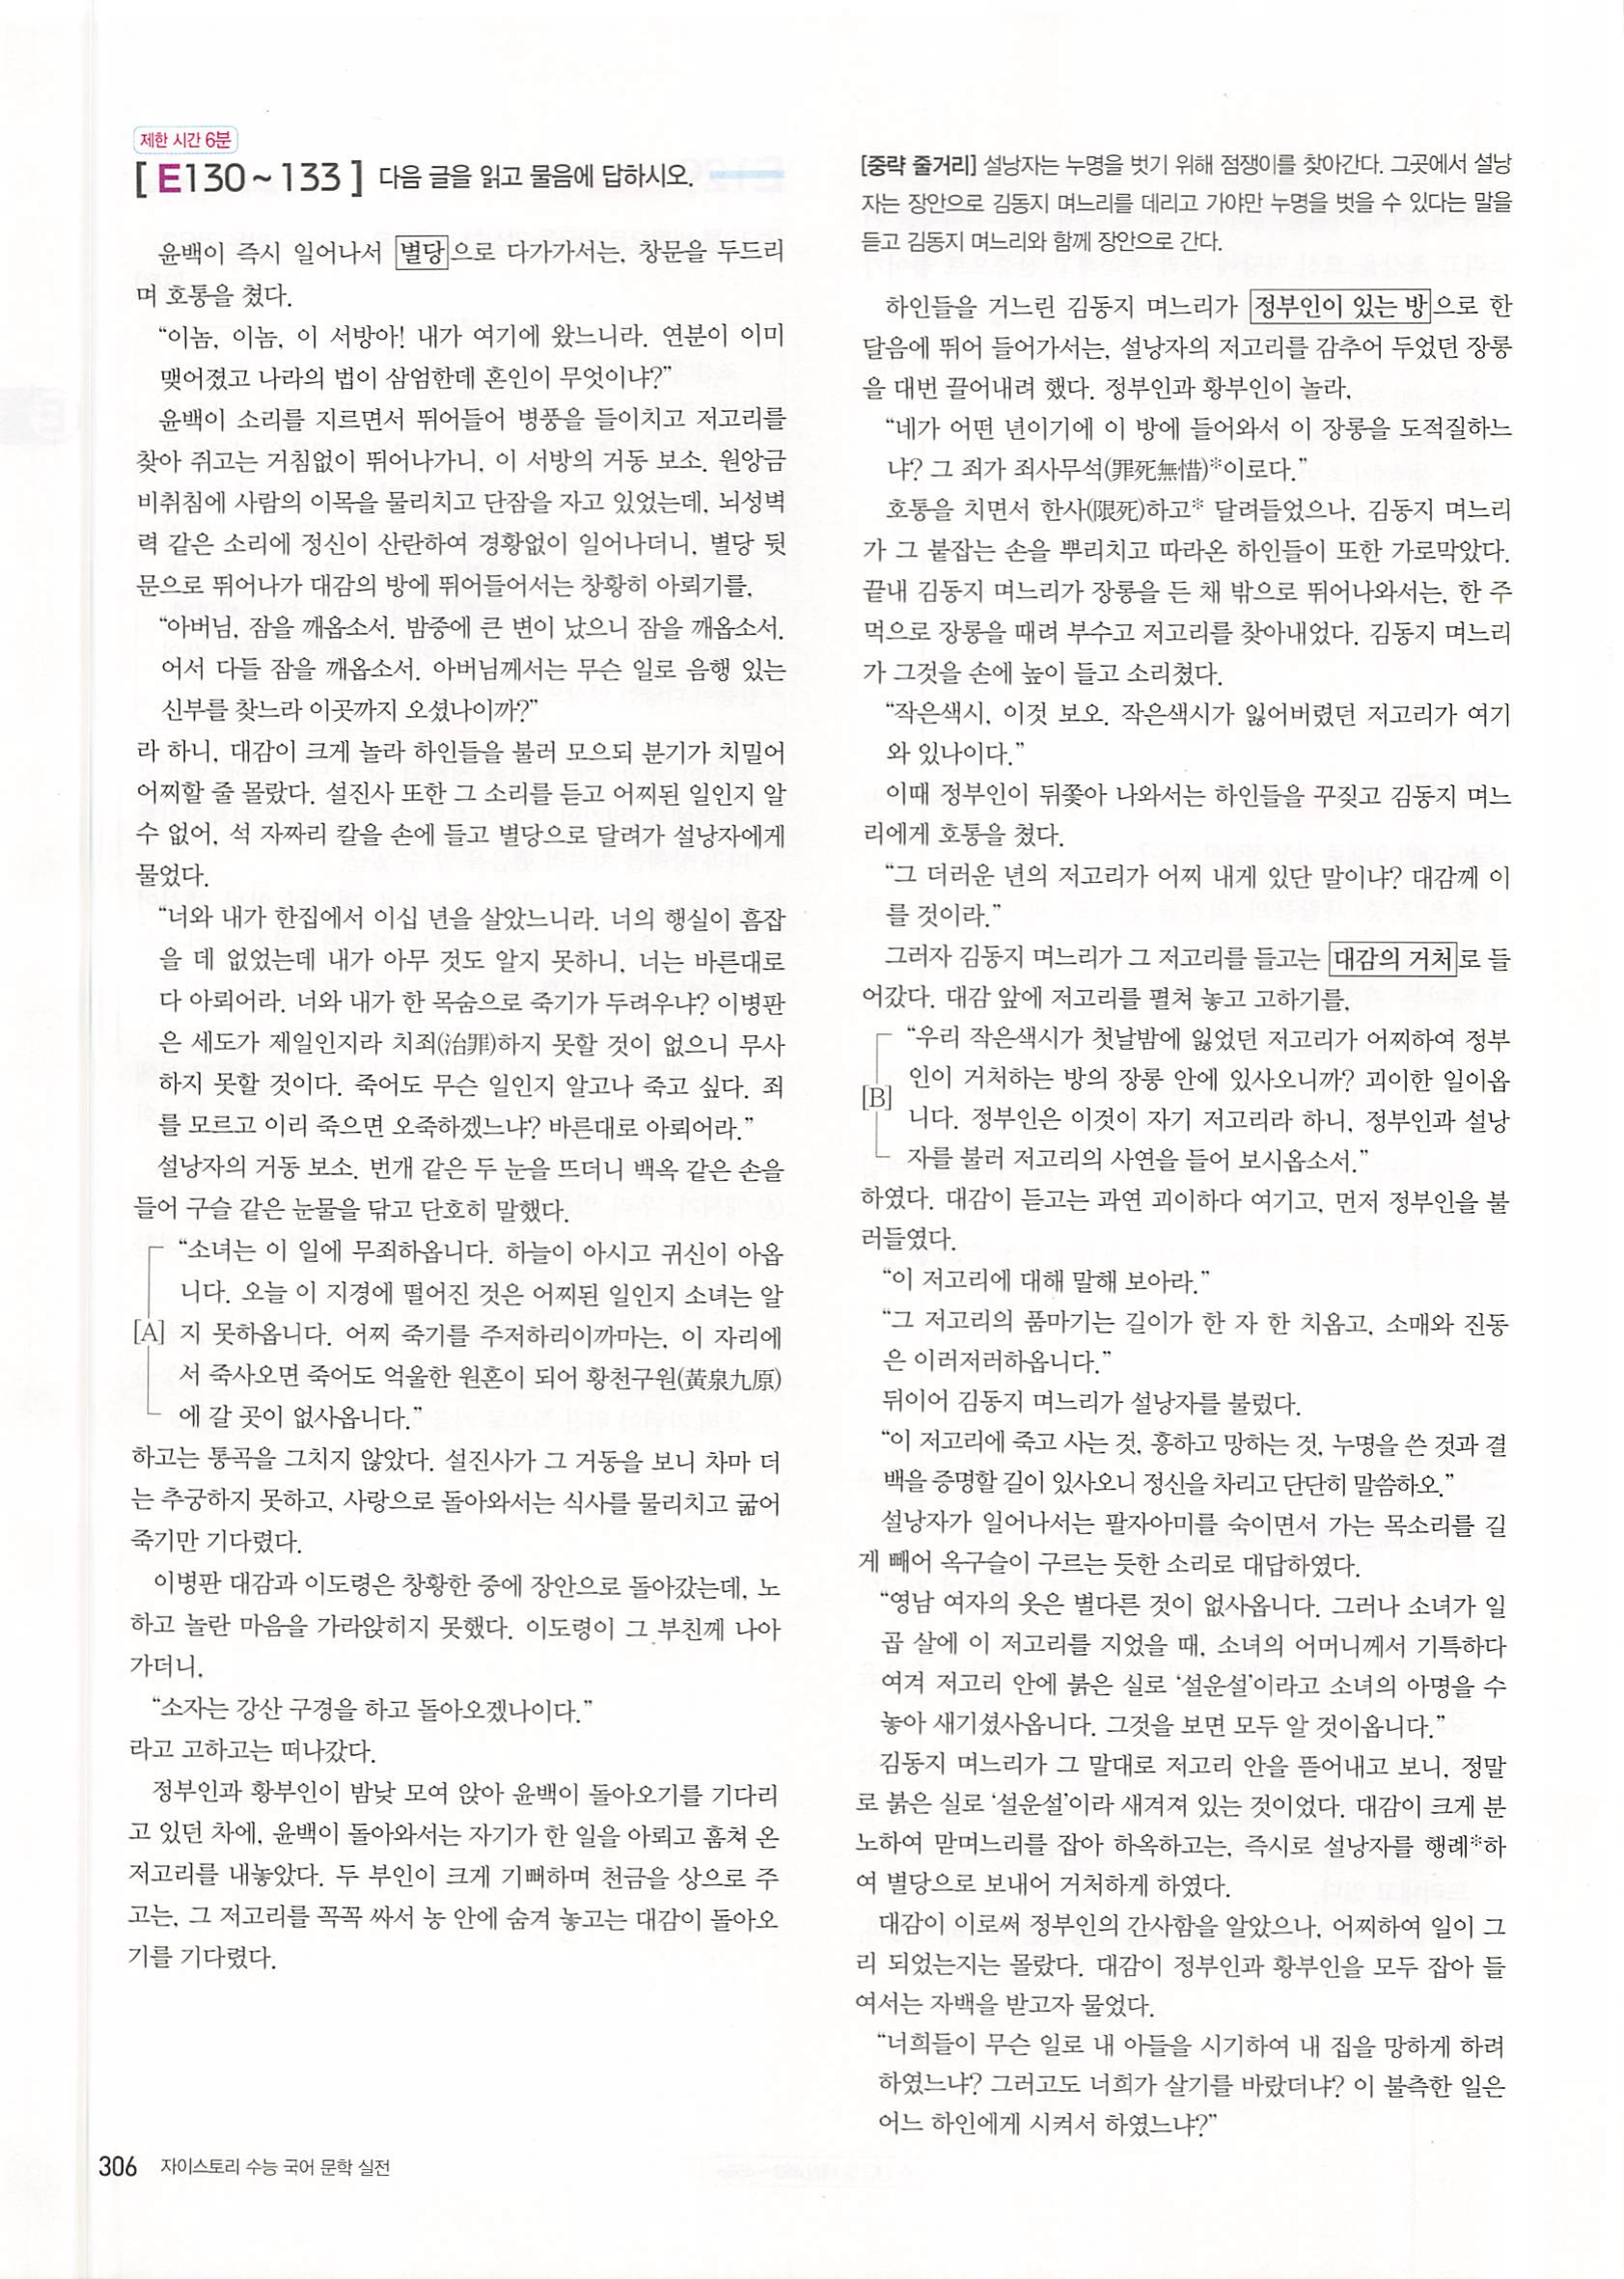 제한 시간 6분
[ E130 ~ 133 ] 다음 글을 읽고 물음에 답하시오.
윤백이 즉시 일어나서 별당으로 다가가서는, 창문을 두드리
며 호통을 쳤다.
“이놈, 이놈, 이 서방아! 내가 여기에 왔느니라. 연분이 이미
맺어졌고 나라의 법이 삼엄한데 혼인이 무엇이냐?”
윤백이 소리를 지르면서 뛰어들어 병풍을 들이치고 저고리를
찾아 쥐고는 거침없이 뛰어나가니, 이 서방의 거동 보소. 원앙금
비취침에 사람의 이목을 물리치고 단잠을 자고 있었는데, 뇌성벽
력 같은 소리에 정신이 산란하여 경황없이 일어나더니, 별당 뒷
문으로 뛰어나가 대감의 방에 뛰어들어서는 창황히 아뢰기를,
“아버님, 잠을 깨옵소서. 밤중에 큰 변이 났으니 잠을 깨옵소서.
어서 다들 잠을 깨옵소서. 아버님께서는 무슨 일로 음행 있는
신부를 찾느라 이곳까지 오셨나이까?”
라 하니, 대감이 크게 놀라 하인들을 불러 모으되 분기가 치밀어
어찌할 줄 몰랐다. 설진사 또한 그 소리를 듣고 어찌된 일인지 알
수 없어, 석 자짜리 칼을 손에 들고 별당으로 달려가 설낭자에게
물었다.
“너와 내가 한집에서 이십 년을 살았느니라. 너의 행실이 흠잡
을 데 없었는데 내가 아무 것도 알지 못하니, 너는 바른대로
다 아뢰어라. 너와 내가 한 목숨으로 죽기가 두려우냐? 이병판
은 세도가 제일인지라 치죄(治罪)하지 못할 것이 없으니 무사
하지 못할 것이다. 죽어도 무슨 일인지 알고나 죽고 싶다. 죄
를 모르고 이리 죽으면 오죽하겠느냐? 바른대로 아뢰어라.”
설낭자의 거동 보소. 번개 같은 두 눈을 뜨더니 백옥 같은 손을
들어 구슬 같은 눈물을 닦고 단호히 말했다.
“소녀는 이 일에 무죄하옵니다. 하늘이 아시고 귀신이 아옵
니다. 오늘 이 지경에 떨어진 것은 어찌된 일인지 소녀는 알
[A] 지 못하옵니다. 어찌 죽기를 주저하리이까마는, 이 자리에
서 죽사오면 죽어도 억울한 원혼이 되어 황천구원(黃泉九原)
에 갈 곳이 없사옵니다.”
하고는 통곡을 그치지 않았다. 설진사가 그 거동을 보니 차마 더
는 추궁하지 못하고, 사랑으로 돌아와서는 식사를 물리치고 굶어
죽기만 기다렸다.
이병판 대감과 이도령은 창황한 중에 장안으로 돌아갔는데, 노
하고 놀란 마음을 가라앉히지 못했다. 이도령이 그 부친께 나아
가더니,
“소자는 강산 구경을 하고 돌아오겠나이다.”
라고 고하고는 떠나갔다.
정부인과 황부인이 밤낮 모여 앉아 윤백이 돌아오기를 기다리
고 있던 차에, 윤백이 돌아와서는 자기가 한 일을 아뢰고 훔쳐 온
저고리를 내놓았다. 두 부인이 크게 기뻐하며 천금을 상으로 주
고는, 그 저고리를 꼭꼭 싸서 농 안에 숨겨 놓고는 대감이 돌아오
기를 기다렸다.
[중략 줄거리] 설낭자는 누명을 벗기 위해 점쟁이를 찾아간다. 그곳에서 설낭
자는 장안으로 김동지 며느리를 데리고 가야만 누명을 벗을 수 있다는 말을
듣고 김동지 며느리와 함께 장안으로 간다.
하인들을 거느린 김동지 며느리가 정부인이 있는 방으로 한
달음에 뛰어 들어가서는, 설낭자의 저고리를 감추어 두었던 장롱
을 대번 끌어내려 했다. 정부인과 황부인이 놀라,
“네가 어떤 년이기에 이 방에 들어와서 이 장롱을 도적질하느
냐? 그 죄가 죄사무석(罪死無惜)*이로다.”
호통을 치면서 한사(限死)하고* 달려들었으나, 김동지 며느리
가 그 붙잡는 손을 뿌리치고 따라온 하인들이 또한 가로막았다.
끝내 김동지 며느리가 장롱을 든 채 밖으로 뛰어나와서는, 한 주
먹으로 장롱을 때려 부수고 저고리를 찾아내었다. 김동지 며느리
가 그것을 손에 높이 들고 소리쳤다.
“작은색시, 이것 보오. 작은색시가 잃어버렸던 저고리가 여기
와 있나이다.”
이때 정부인이 뒤쫓아 나와서는 하인들을 꾸짖고 김동지 며느
리에게 호통을 쳤다.
“그 더러운 년의 저고리가 어찌 내게 있단 말이냐? 대감께 이
를 것이라.”
그러자 김동지 며느리가 그 저고리를 들고는 대감의 거처로 들
어갔다. 대감 앞에 저고리를 펼쳐 놓고 고하기를,
“우리 작은색시가 첫날밤에 잃었던 저고리가 어찌하여 정부
인이 거처하는 방의 장롱 안에 있사오니까? 괴이한 일이옵
[B] 니다. 정부인은 이것이 자기 저고리라 하니, 정부인과 설낭
자를 불러 저고리의 사연을 들어 보시옵소서.”
하였다. 대감이 듣고는 과연 괴이하다 여기고, 먼저 정부인을 불
러들였다.
“이 저고리에 대해 말해 보아라.”
“그 저고리의 품마기는 길이가 한 자 한 치옵고, 소매와 진동
은 이러저러하옵니다.”
뒤이어 김동지 며느리가 설낭자를 불렀다.
“이 저고리에 죽고 사는 것, 흥하고 망하는 것, 누명을 쓴 것과 결
백을 증명할 길이 있사오니 정신을 차리고 단단히 말씀하오.”
설낭자가 일어나서는 팔자아미를 숙이면서 가는 목소리를 길
게 빼어 옥구슬이 구르는 듯한 소리로 대답하였다.
“영남 여자의 옷은 별다른 것이 없사옵니다. 그러나 소녀가 일
곱 살에 이 저고리를 지었을 때, 소녀의 어머니께서 기특하다
여겨 저고리 안에 붉은 실로 ‘설운설’이라고 소녀의 아명을 수
놓아 새기셨사옵니다. 그것을 보면 모두 알 것이옵니다.”
김동지 며느리가 그 말대로 저고리 안을 뜯어내고 보니, 정말
로 붉은 실로 ‘설운설’이라 새겨져 있는 것이었다. 대감이 크게 분
노하여 맏며느리를 잡아 하옥하고는, 즉시로 설낭자를 행례*하
여 별당으로 보내어 거처하게 하였다.
대감이 이로써 정부인의 간사함을 알았으나, 어찌하여 일이 그
리 되었는지는 몰랐다. 대감이 정부인과 황부인을 모두 잡아 들
여서는 자백을 받고자 물었다.
“너희들이 무슨 일로 내 아들을 시기하여 내 집을 망하게 하려
하였느냐? 그러고도 너희가 살기를 바랐더냐? 이 불측한 일은
어느 하인에게 시켜서 하였느냐?”
306 자이스토리 수능 국어 문학 실전